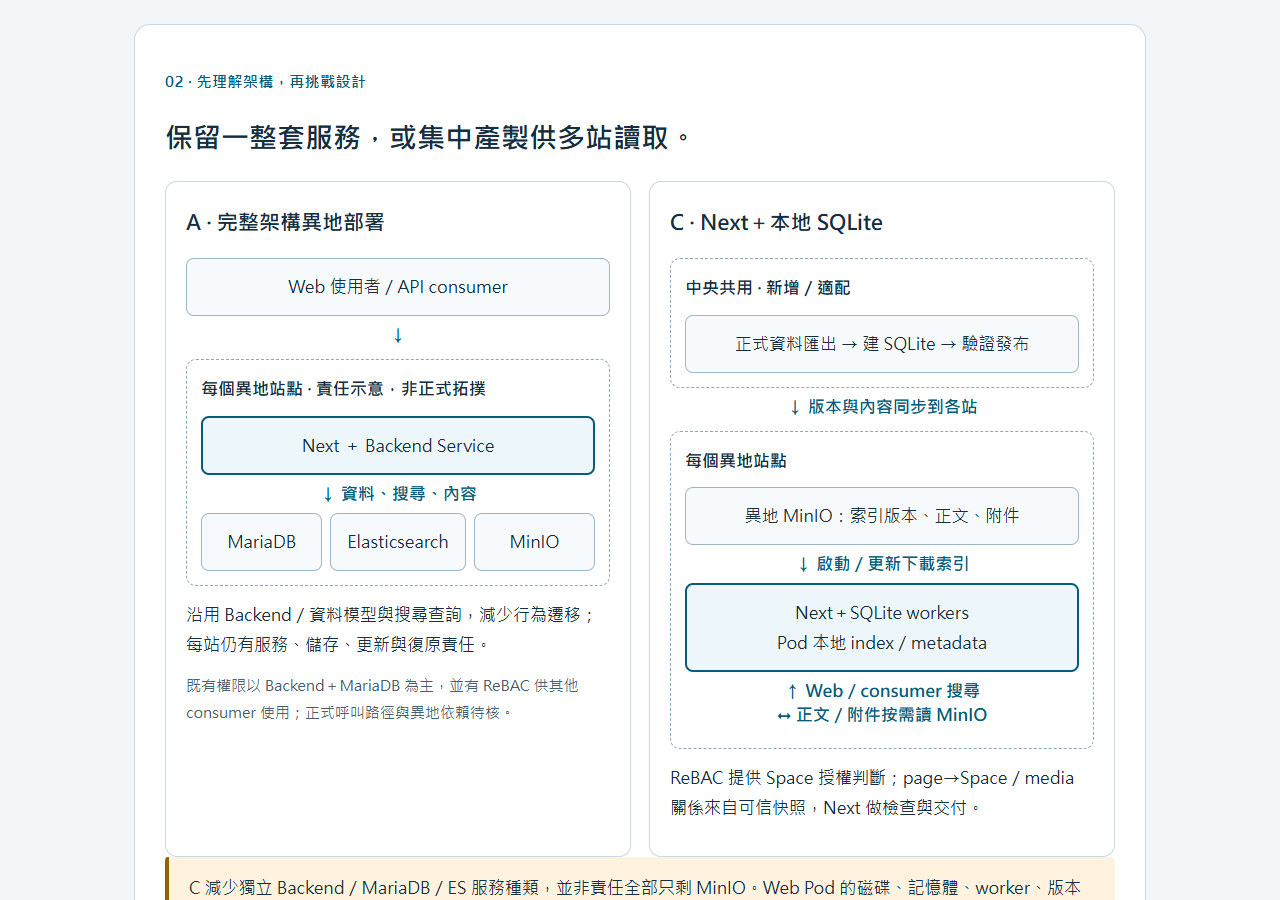 02 · 先理解架構，再挑戰設計
保留一整套服務，或集中產製供多站讀取。
A · 完整架構異地部署
Web 使用者 / API consumer
↓
每個異地站點 · 責任示意，非正式拓撲
Next + Backend Service
↓ 資料、搜尋、內容
MariaDB
Elasticsearch
MinIO
沿用 Backend / 資料模型與搜尋查詢，減少行為遷移；
每站仍有服務、儲存、更新與復原責任。
既有權限以 Backend + MariaDB 為主，並有 ReBAC 供其他
consumer 使用；正式呼叫路徑與異地依賴待核。
C · Next + 本地 SQLite
中央共用 · 新增 / 適配
正式資料匯出 → 建 SQLite → 驗證發布
↓ 版本與內容同步到各站
每個異地站點
異地 MinIO：索引版本、正文、附件
↓ 啟動 / 更新下載索引
Next + SQLite workers
Pod 本地 index / metadata
↑ Web / consumer 搜尋
↔ 正文 / 附件按需讀 MinIO
ReBAC 提供 Space 授權判斷；page→Space / media
關係來自可信快照，Next 做檢查與交付。
C 減少獨立 Backend / MariaDB / ES 服務種類，並非責任全部只剩 MinIO。Web Pod 的磁碟、記憶體、worker、版本